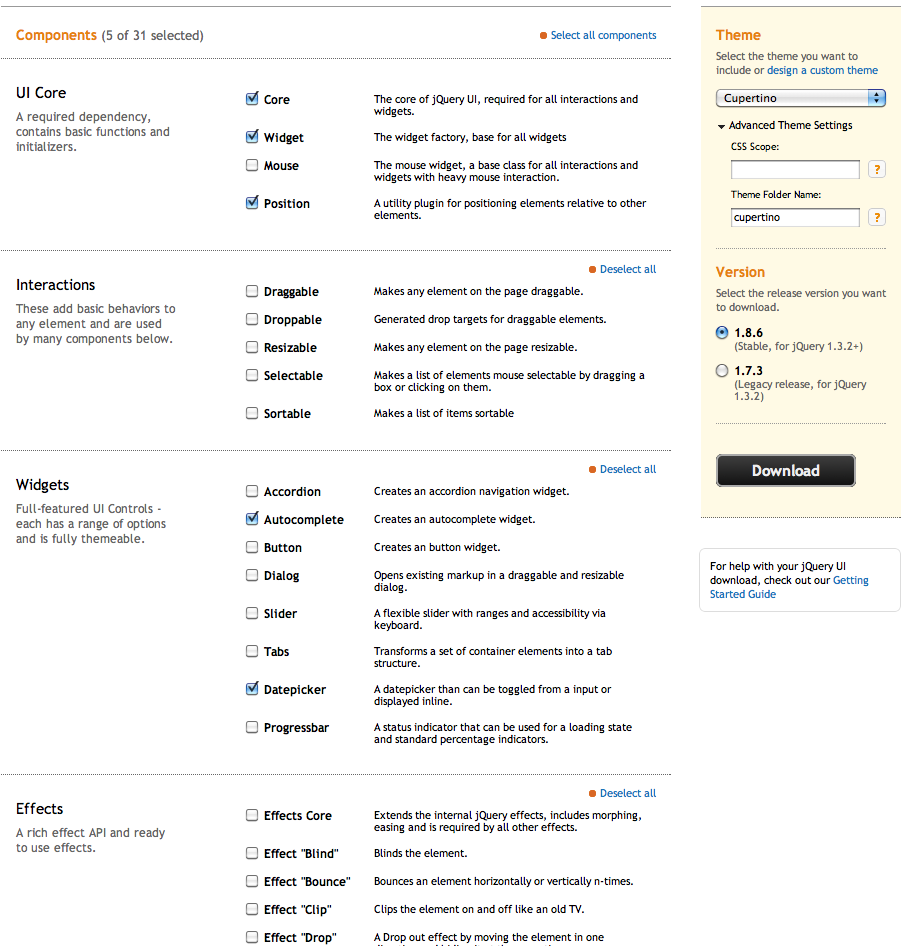 Components (5 of 31 selected)
Select all components
UI Core
A required dependency,
contains basic functions and
initializers.
Core
The core of jQuery UI, required for all interactions and
widgets.
Widget
The widget factory, base for all widgets
Mouse
The mouse widget, a base class for all interactions and
widgets with heavy mouse interaction.
Position
A utility plugin for positioning elements relative to other
elements.
Deselect all
Interactions
These add basic behaviors to
any element and are used
by many components below.
Draggable
Makes any element on the page draggable.
Droppable
Generated drop targets for draggable elements.
Resizable
Makes any element on the page resizable.
Selectable
Makes a list of elements mouse selectable by dragging a
box or clicking on them.
Sortable
Makes a list of items sortable
Deselect all
Widgets
Full-featured UI Controls -
each has a range of options
and is fully themeable.
Accordion
Creates an accordion navigation widget.
Autocomplete
Creates an autocomplete widget.
Button
Creates an button widget.
Dialog
Opens existing markup in a draggable and resizable
dialog.
Slider
A flexible slider with ranges and accessibility via
keyboard.
Tabs
Transforms a set of container elements into a tab
structure.
Datepicker
A datepicker than can be toggled from a input or
displayed inline.
Progressbar
A status indicator that can be used for a loading state
and standard percentage indicators.
Deselect all
Effects
A rich effect API and ready
to use effects.
Effects Core
Extends the internal jQuery effects, includes morphing,
easing and is required by all other effects.
Effect "Blind"
Blinds the element.
Effect "Bounce"
Bounces an element horizontally or vertically n-times.
Effect "Clip"
Clips the element on and off like an old TV.
Effect "Drop"
A Drop out effect by moving the element in one
Theme
Select the theme you want to
include or design a custom theme
Cupertino
Advanced Theme Settings
CSS Scope:
?
Theme Folder Name:
cupertino
?
Version
Select the release version you want
to download.
1.8.6
(Stable, for jQuery 1.3.2+)
1.7.3
(Legacy release, for jQuery
1.3.2)
Download
For help with your jQuery UI
download, check out our Getting
Started Guide